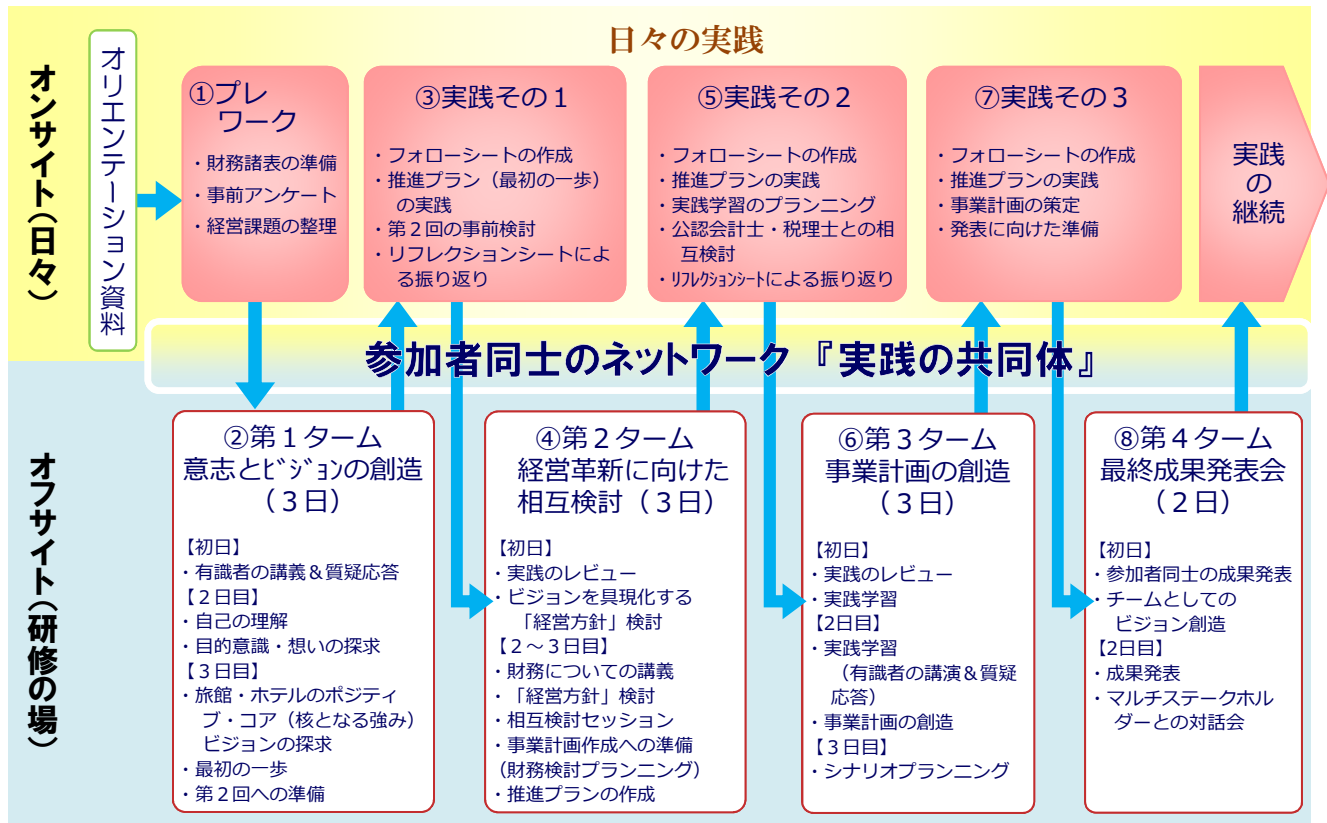 日々の実践
オンサイト(日々)
オリエンテーション資料
①プレ
ワーク
・財務諸表の準備
・事前アンケート
・経営課題の整理
③実践その１
・フォローシートの作成
・推進プラン（最初の一歩）
の実践
・第２回の事前検討
・リフレクションシートによ
る振り返り
⑤実践その２
・フォローシートの作成
・推進プランの実践
・実践学習のプランニング
・公認会計士・税理士との相
互検討
・ﾘﾌﾚｸｼｮﾝｼｰﾄによる振り返り
⑦実践その３
・フォローシートの作成
・推進プランの実践
・事業計画の策定
・発表に向けた準備
実践
の
継続
参加者同士のネットワーク『実践の共同体』
オフサイト(研修の場)
②第１ターム
意志とﾋﾞｼﾞｮﾝの創造
（３日）
【初日】
・有識者の講義＆質疑応答
【２日目】
・自己の理解
・目的意識・想いの探求
【３日目】
・旅館・ホテルのポジティ
ブ・コア（核となる強み）
ビジョンの探求
・最初の一歩
・第２回への準備
④第２ターム
経営革新に向けた
相互検討（３日）
【初日】
・実践のレビュー
・ビジョンを具現化する
「経営方針」検討
【２～３日目】
・財務についての講義
・「経営方針」検討
・相互検討セッション
・事業計画作成への準備
(財務検討プランニング)
・推進プランの作成
⑥第３ターム
事業計画の創造
（３日）
【初日】
・実践のレビュー
・実践学習
【2日目】
・実践学習
（有識者の講演＆質疑
応答）
・事業計画の創造
【３日目】
・シナリオプランニング
⑧第４ターム
最終成果発表会
（２日）
【初日】
・参加者同士の成果発表
・チームとしての
ビジョン創造
【2日目】
・成果発表
・マルチステークホル
ダーとの対話会